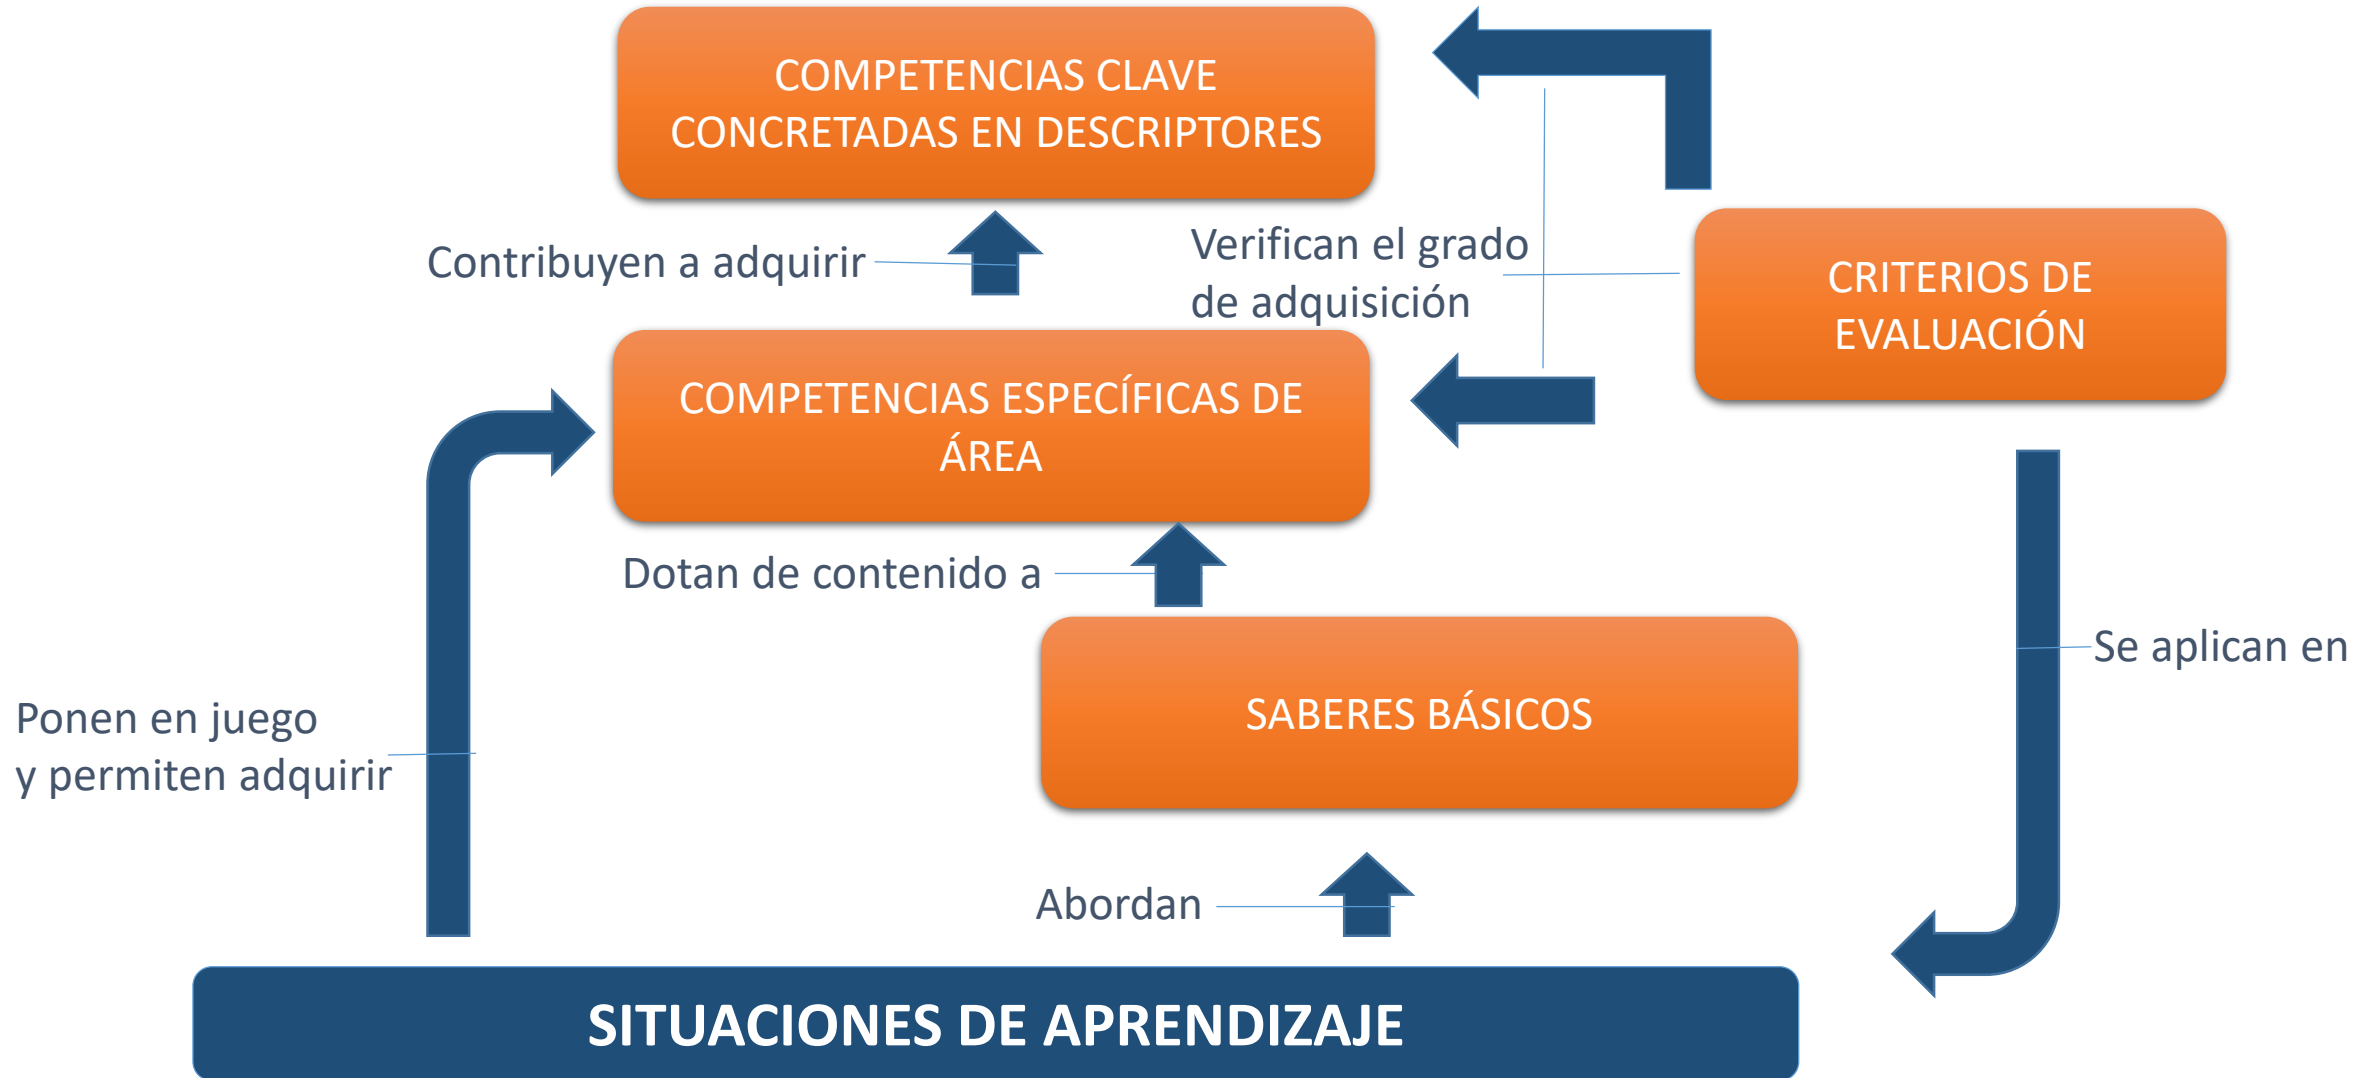 COMPETENCIAS CLAVE
CONCRETADAS EN DESCRIPTORES
Contribuyen a adquirir
Verifican el grado
de adquisición
CRITERIOS DE
EVALUACIÓN
COMPETENCIAS ESPECÍFICAS DE
ÁREA
Dotan de contenido a
Se aplican en
SABERES BÁSICOS
Ponen en juego
y permiten adquirir
Abordan
SITUACIONES DE APRENDIZAJE